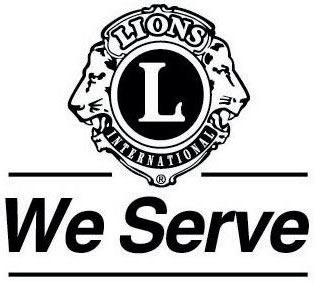 LIONS
L
INTERNATIONAL
®
We Serve